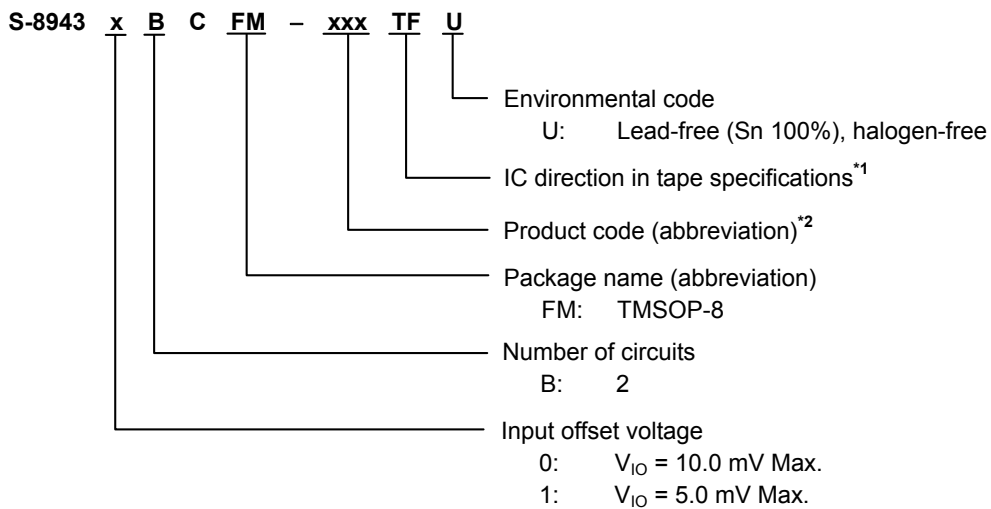 S-8943 x B C FM – xxx TF U
Environmental code
U: Lead-free (Sn 100%), halogen-free
IC direction in tape specifications*1
Product code (abbreviation)*2
Package name (abbreviation)
FM: TMSOP-8
Number of circuits
B: 2
Input offset voltage
0: VIO = 10.0 mV Max.
1: VIO = 5.0 mV Max.